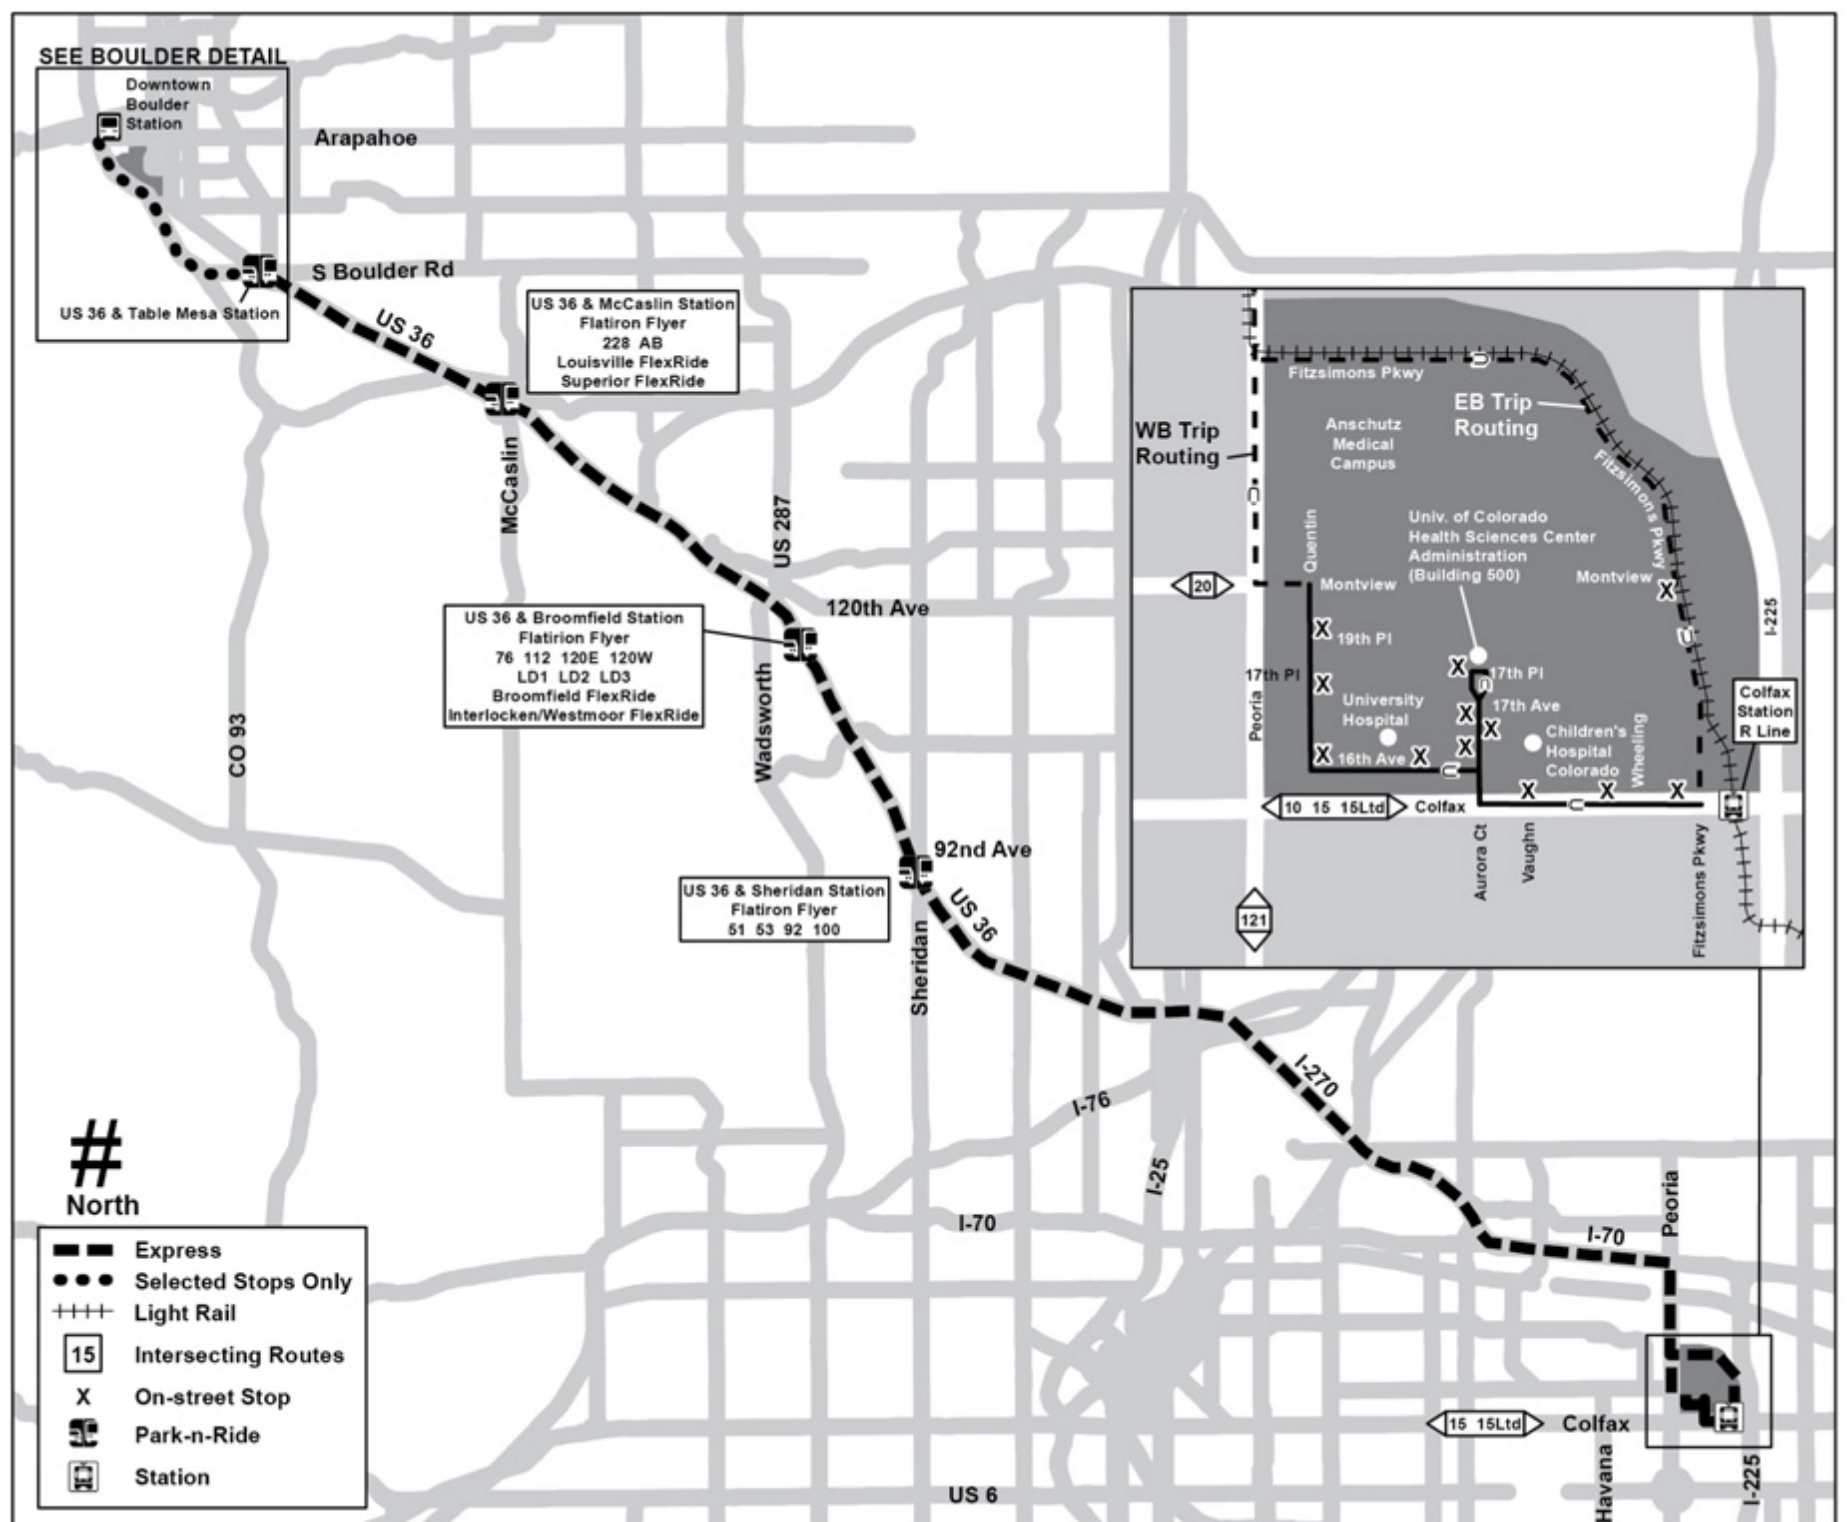 SEE BOULDER DETAIL
Downtown
Boulder
Station
Arapahoe
S Boulder Rd
US 36 & Table Mesa Station
US 36
US 36 & McCaslin Station
Flatiron Flyer
228 AB
Louisville FlexRide
Superior FlexRide
McCaslin
US 287
120th Ave
US 36 & Broomfield Station
Flatirion Flyer
76 112 120E 120W
LD1 LD2 LD3
Broomfield FlexRide
Interlocken/Westmoor FlexRide
Wadsworth
CO 93
92nd Ave
US 36 & Sheridan Station
Flatiron Flyer
51 53 92 100
US 36
Sheridan
I-270
I-76
I-25
I-70
I-70
Peoria
15 15Ltd
Colfax
Havana
I-225
US 6
Fitzsimons Pkwy
EB Trip
Routing
WB Trip
Routing
Anschutz
Medical
Campus
Fitzsimons Pkwy
Quentin
Univ. of Colorado
Health Sciences Center
Administration
(Building 500)
Montview
20
Montview
I-225
X
X 19th Pl
X 17th Pl
17th Pl
X
17th Ave
University
Hospital
X
X
X
X
X 16th Ave
Peoria
Children's
Hospital
Colorado
Wheeling
Colfax
Station
R Line
X
X
X
10 15 15Ltd
Colfax
Aurora Ct
Vaughn
Fitzsimons Pkwy
121
#
North
Express
Selected Stops Only
Light Rail
15 Intersecting Routes
X On-street Stop
Park-n-Ride
Station